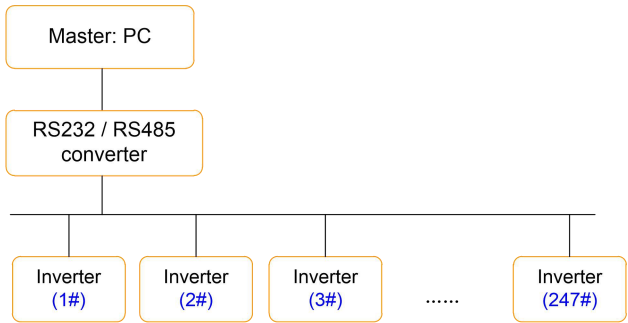 Master: PC
RS232 / RS485
converter
Inverter
(1#)
Inverter
(2#)
Inverter
(3#)
......
Inverter
(247#)